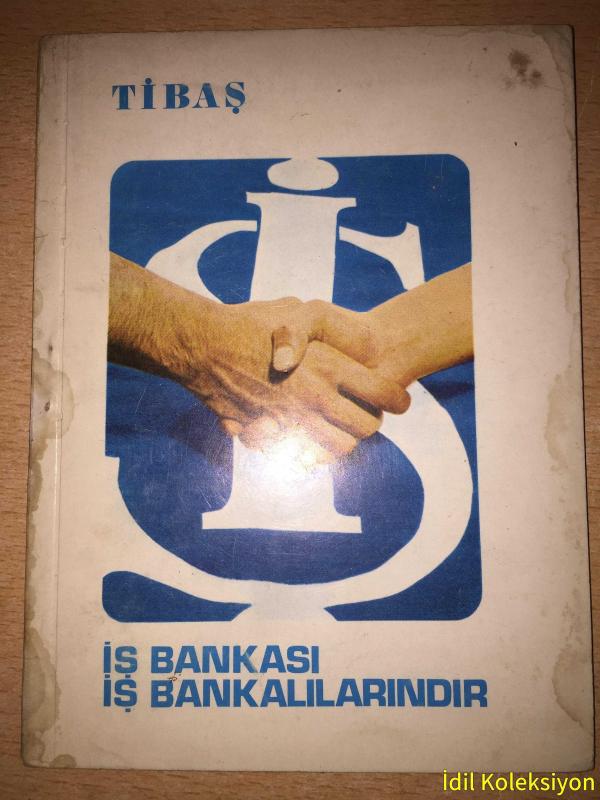 TİBAŞ
İŞ
İŞ BANKASI
İŞ BANKALILARINDIR
İdil Koleksiyon